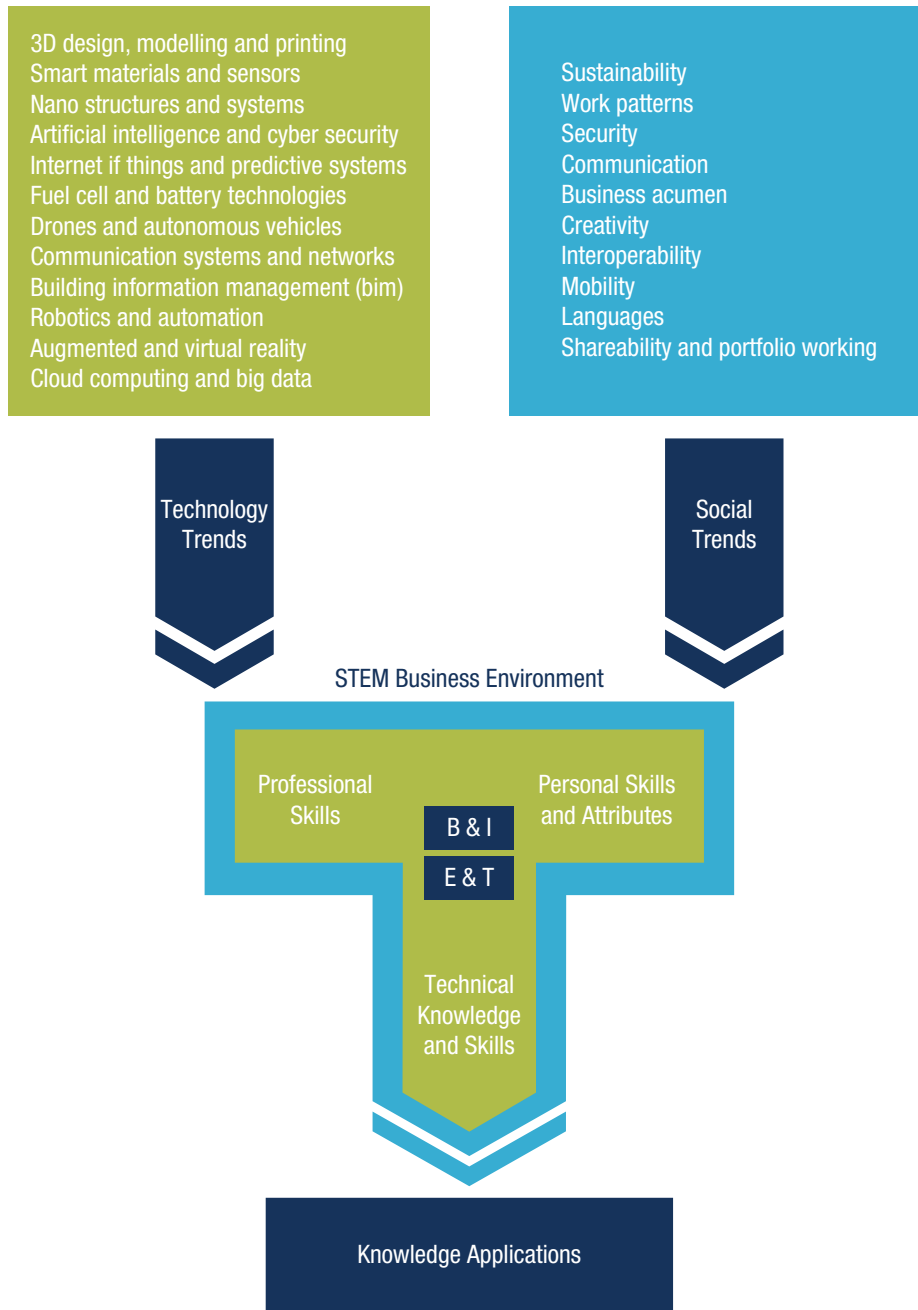 3D design, modelling and printing
Smart materials and sensors
Nano structures and systems
Artificial intelligence and cyber security
Internet if things and predictive systems
Fuel cell and battery technologies
Drones and autonomous vehicles
Communication systems and networks
Building information management (bim)
Robotics and automation
Augmented and virtual reality
Cloud computing and big data
Sustainability
Work patterns
Security
Communication
Business acumen
Creativity
Interoperability
Mobility
Languages
Shareability and portfolio working
Technology
Trends
Social
Trends
STEM Business Environment
Professional
Skills
Personal Skills
and Attributes
B & I
E & T
Technical
Knowledge
and Skills
Knowledge Applications